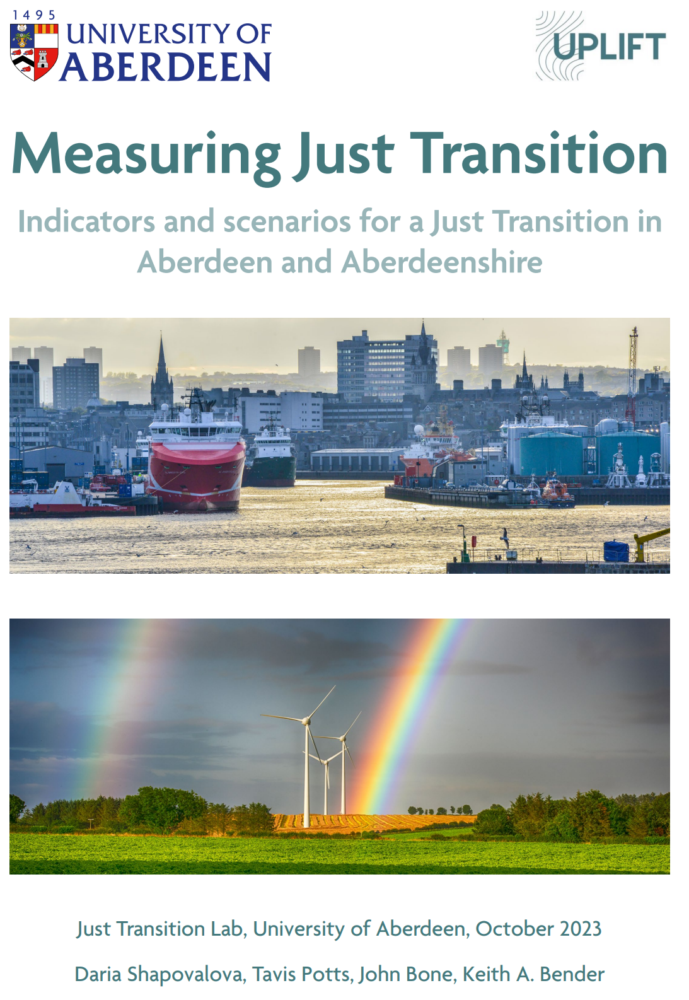 1495
UNIVERSITY OF
ABERDEEN
UPLIFT
Measuring Just Transition
Indicators and scenarios for a Just Transition in
Aberdeen and Aberdeenshire
Just Transition Lab, University of Aberdeen, October 2023
Daria Shapovalova, Tavis Potts, John Bone, Keith A. Bender